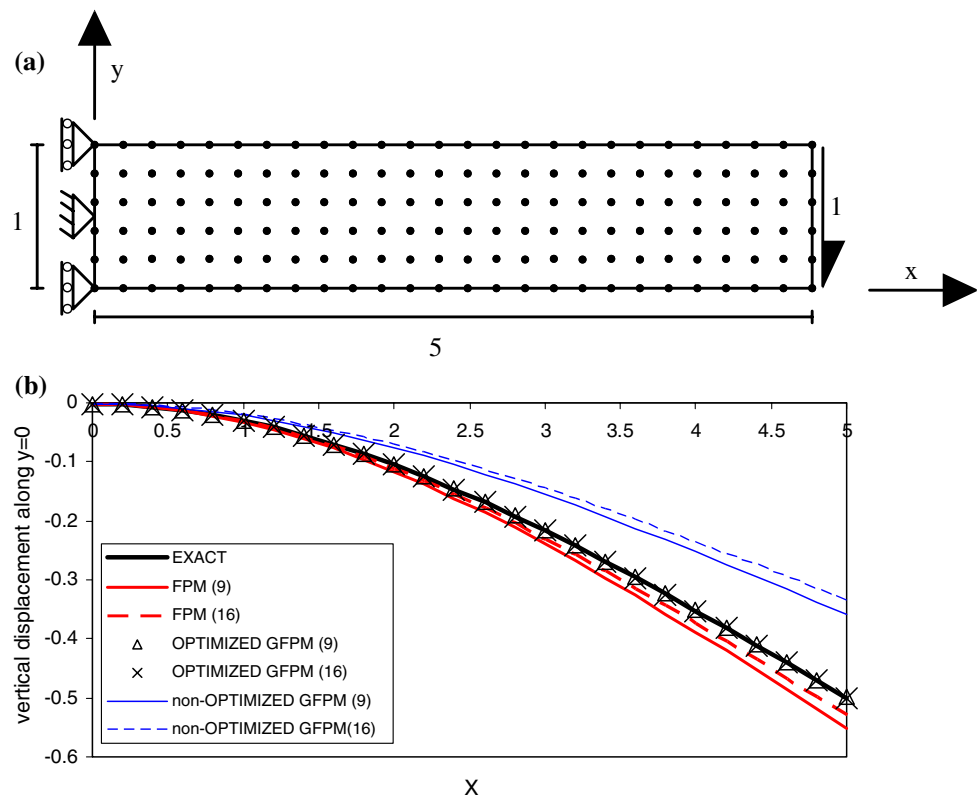 (a)
y
1
1
x
5
(b)
0
0 0.5 1 1.5 2 2.5 3 3.5 4 4.5 5
-0.1
-0.2
-0.3
-0.4
-0.5
-0.6
vertical displacement along y=0
EXACT
FPM (9)
FPM (16)
OPTIMIZED GFPM (9)
OPTIMIZED GFPM (16)
non-OPTIMIZED GFPM (9)
non-OPTIMIZED GFPM(16)
X